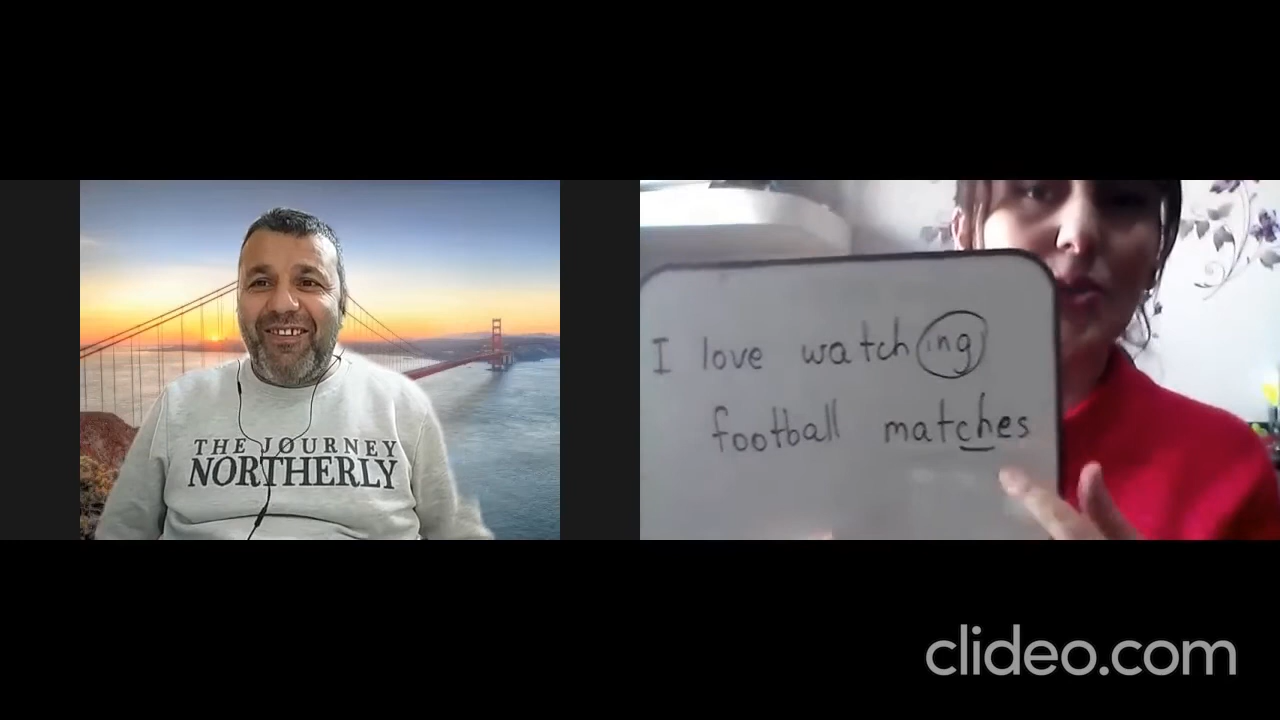 THE JOURNEY
NORTHERLY
I love watching
football matches
clideo.com